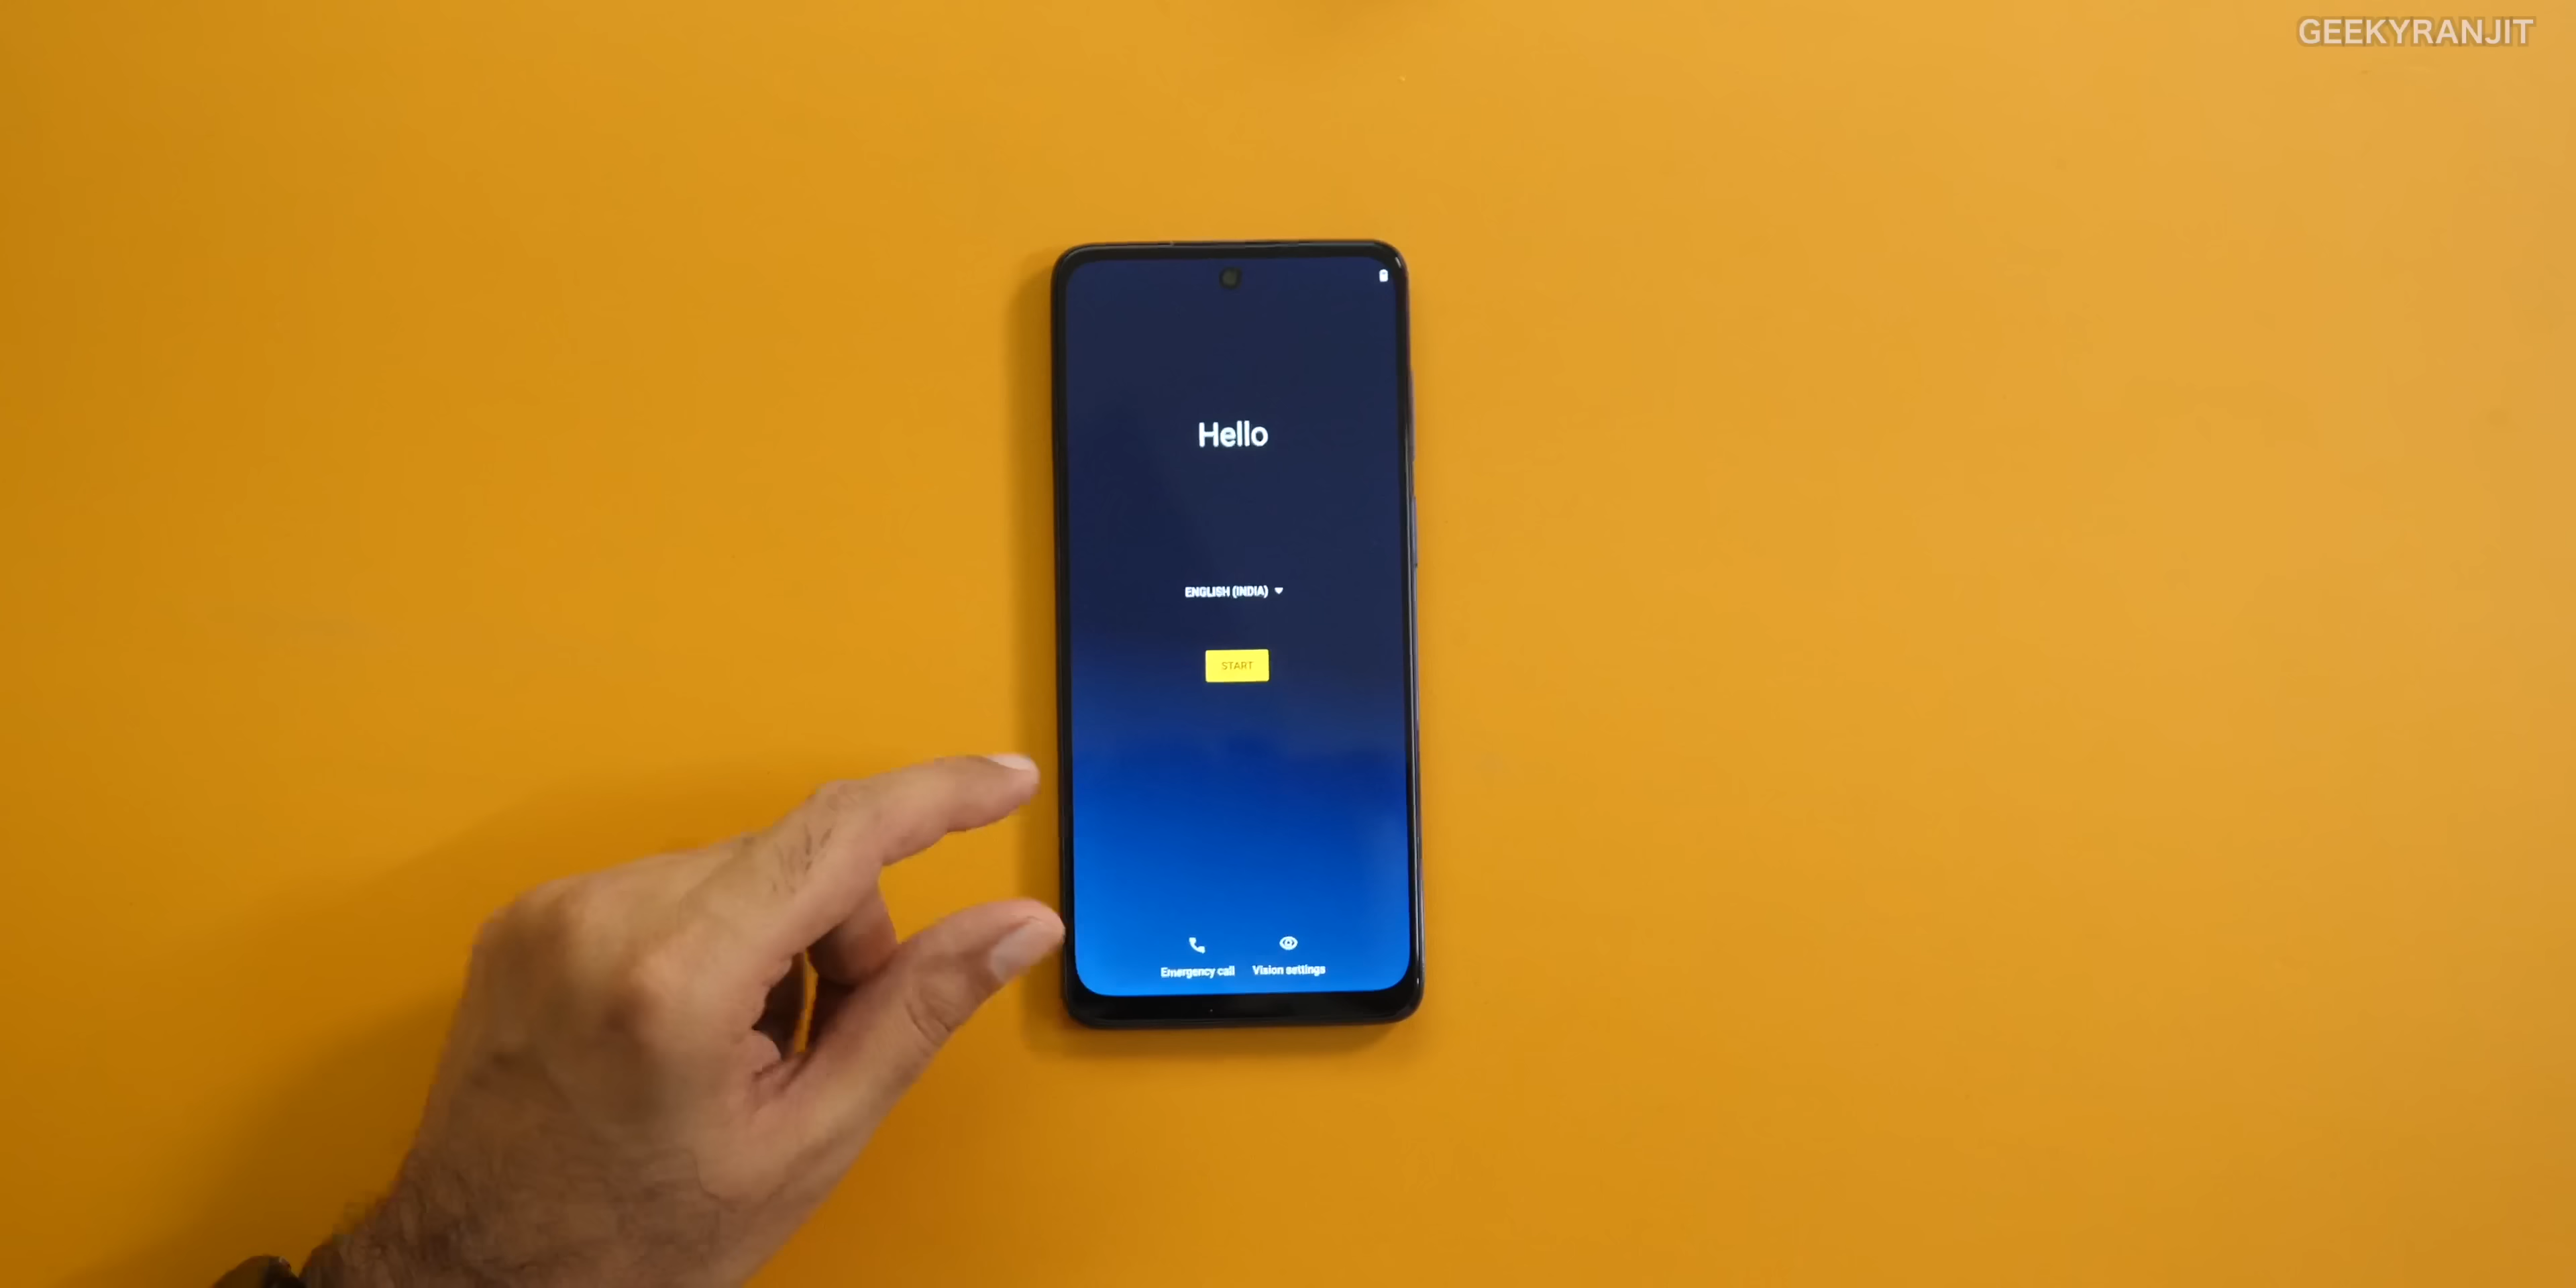 GEEKYRANJIT
Hello
ENGLISH (INDIA)
START
Emergency call
Vision settings